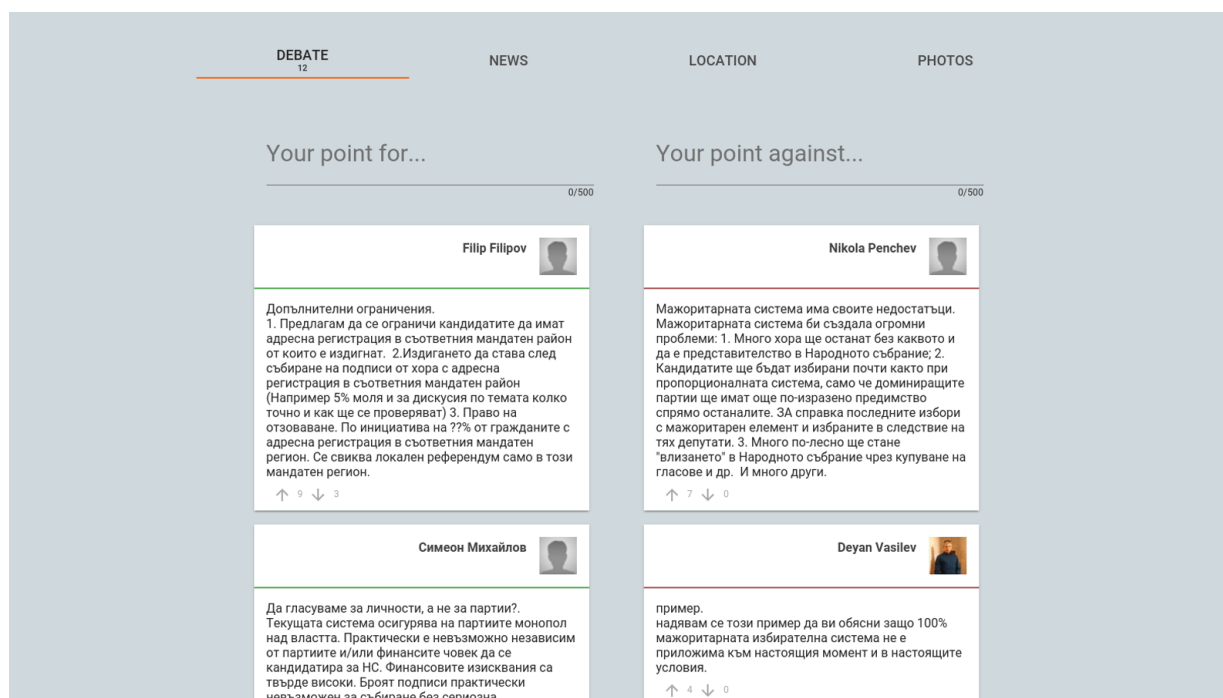 DEBATE
12
NEWS
LOCATION
PHOTOS
Your point for...
0/500
Your point against...
0/500
Filip Filipov
Допълнителни ограничения.
1. Предлагам да се ограничи кандидатите да имат
адресна регистрация в съответния мандатен район
от които е издигнат.  2.Издигането да става след
събиране на подписи от хора с адресна
регистрация в съответния мандатен район
(Например 5% моля и за дискусия по темата колко
точно и как ще се проверяват) 3. Право на
отзоваване. По инициатива на ??% от гражданите с
адресна регистрация в съответния мандатен
регион. Се свиква локален референдум само в този
мандатен регион.
9 3
Nikola Penchev
Мажоритарната система има своите недостатъци.
Мажоритарната система би създала огромни
проблеми: 1. Много хора ще останат без каквото и
да е представителство в Народното събрание; 2.
Кандидатите ще бъдат избирани почти както при
пропорционалната система, само че доминиращите
партии ще имат още по-изразено предимство
спрямо останалите. ЗА справка последните избори
с мажоритарен елемент и избраните в следствие на
тях депутати. 3. Много по-лесно ще стане
"влизането" в Народното събрание чрез купуване на
гласове и др.  И много други.
7 0
Симеон Михайлов
Да гласуваме за личности, а не за партии?.
Текущата система осигурява на партиите монопол
над властта. Практически е невъзможно независим
от партиите и/или финансите човек да се
кандидатира за НС. Финансовите изисквания са
твърде високи. Броят подписи практически
невъзможен за събиране без сериозна
Deyan Vasilev
пример.
надявам се този пример да ви обясни защо 100%
мажоритарната избирателна система не е
приложима към настоящия момент и в настоящите
условия.
4 0